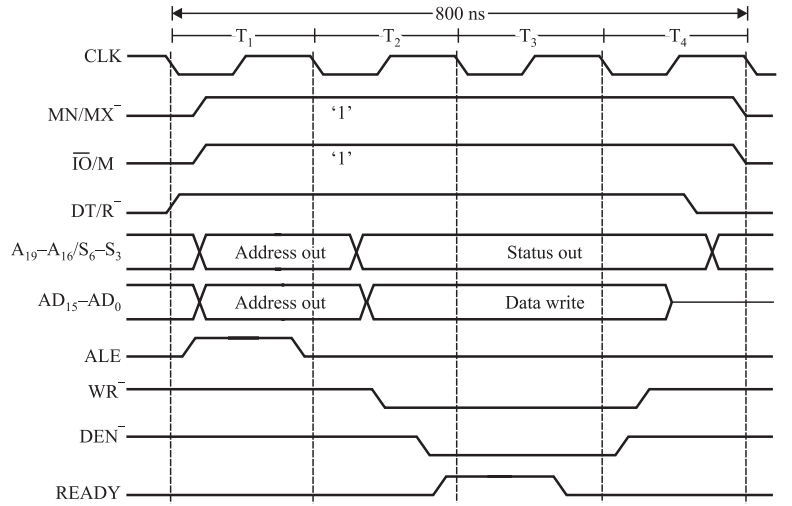 800 ns
T₁ T₂ T₃ T₄
CLK
MN/MX‾ ‘1’
I̅O̅/M ‘1’
DT/R‾
A₁₉–A₁₆/S₆–S₃ Address out Status out
AD₁₅–AD₀ Address out Data write
ALE
WR‾
DEN‾
READY